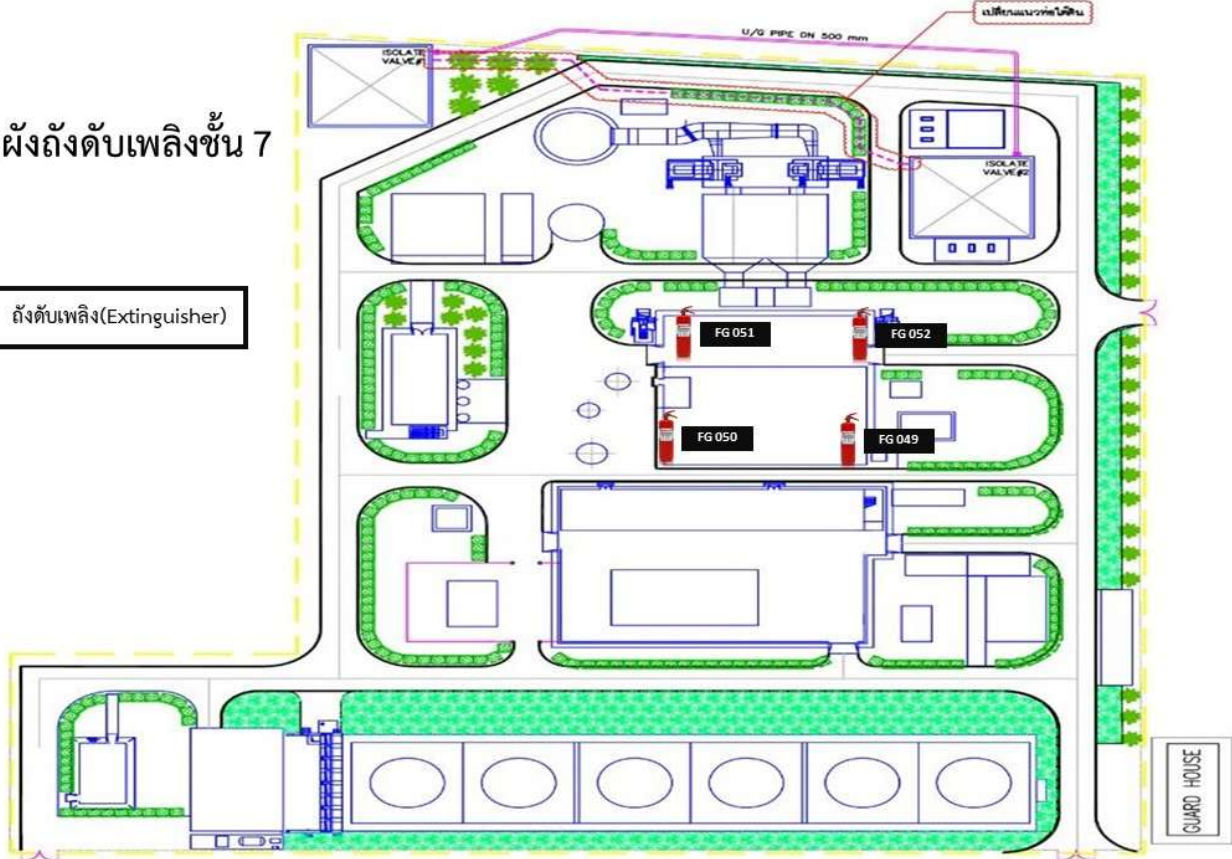 เปลี่ยนแนวท่อใต้ดิน
U/G PIPE DN 500 mm
ISOLATE
VALVE#1
ผังถังดับเพลิงชั้น 7
ISOLATE
VALVE#2
ถังดับเพลิง(Extinguisher)
FG 051
FG 052
FG 050
FG 049
GUARD HOUSE